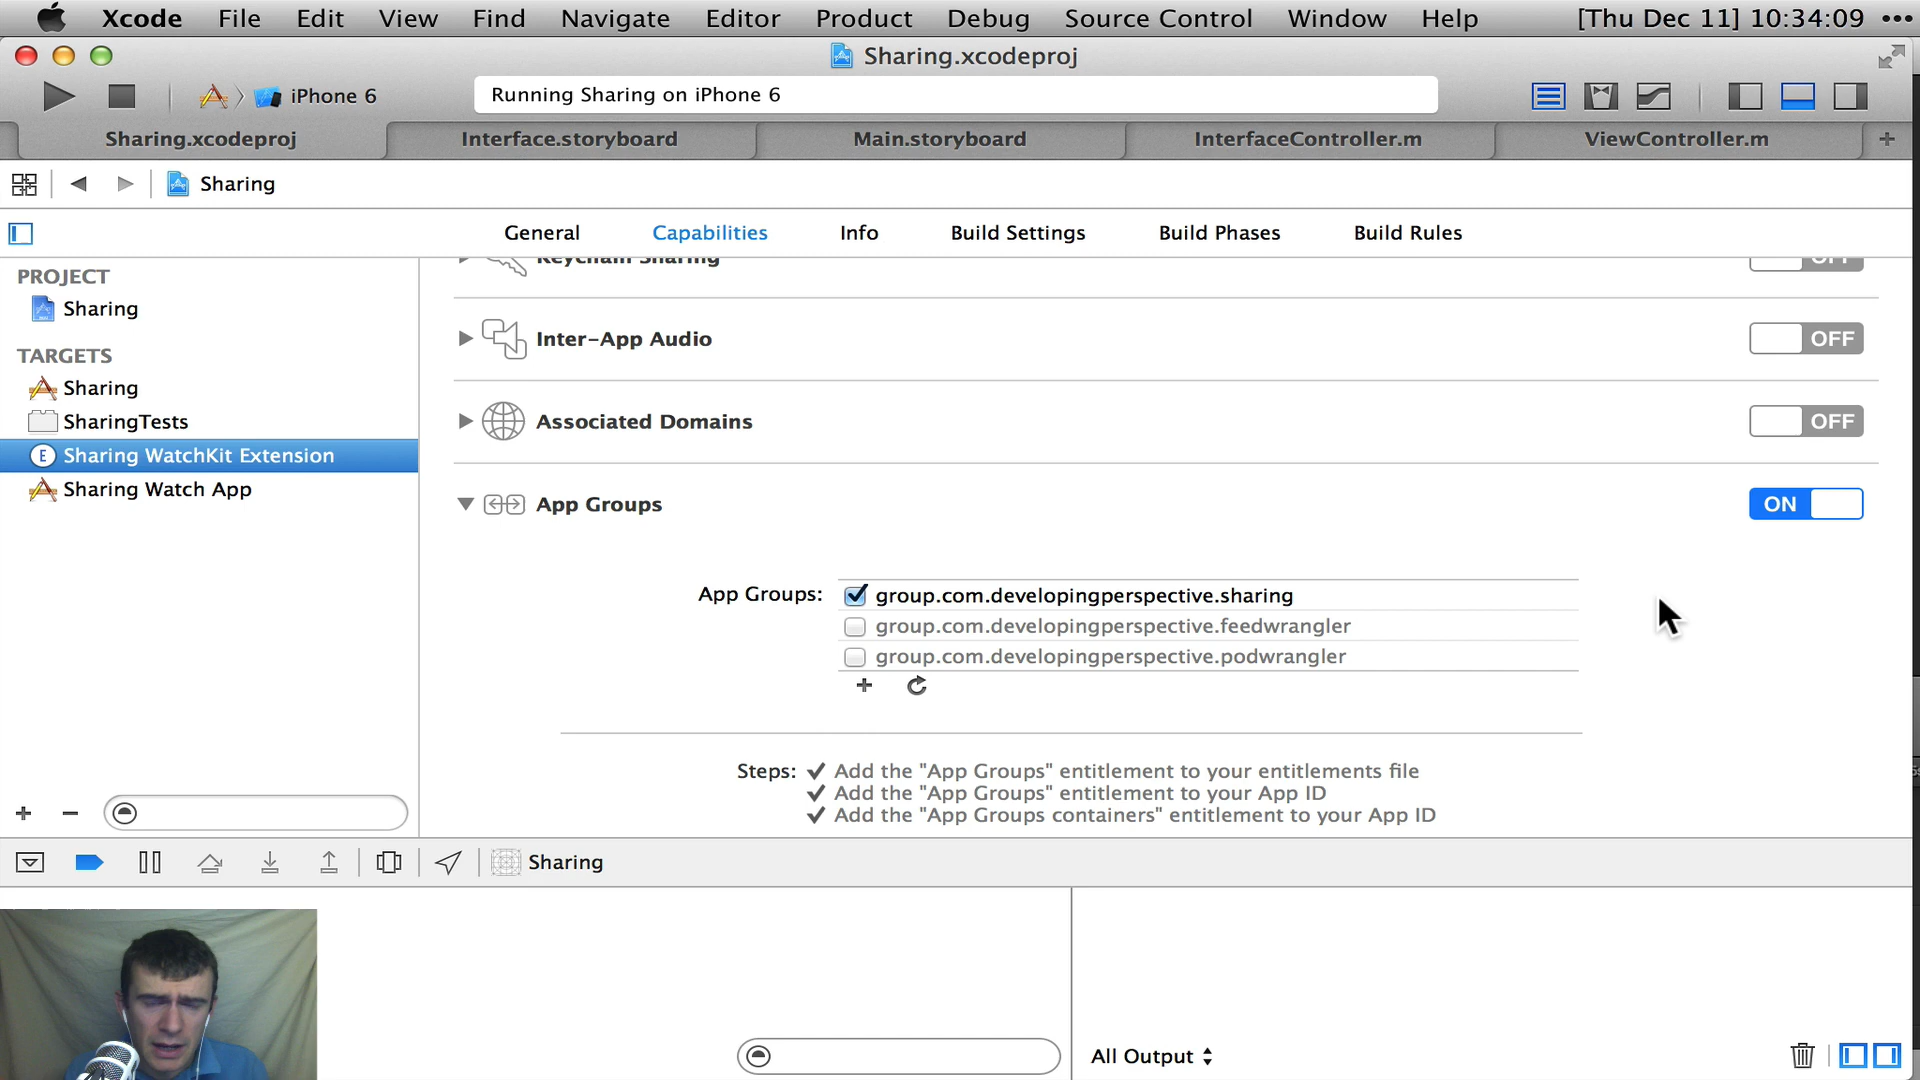 Xcode File Edit View Find Navigate Editor Product Debug Source Control Window Help [Thu Dec 11] 10:34:09
Sharing.xcodeproj
iPhone 6
Running Sharing on iPhone 6
Sharing.xcodeproj Interface.storyboard Main.storyboard InterfaceController.m ViewController.m
Sharing
General Capabilities Info Build Settings Build Phases Build Rules
PROJECT
Sharing
TARGETS
Sharing
SharingTests
E Sharing WatchKit Extension
Sharing Watch App
Keychain Sharing OFF
Inter-App Audio OFF
Associated Domains OFF
App Groups ON
App Groups: group.com.developingperspective.sharing
group.com.developingperspective.feedwrangler
group.com.developingperspective.podwrangler
Steps: ✓ Add the "App Groups" entitlement to your entitlements file
✓ Add the "App Groups" entitlement to your App ID
✓ Add the "App Groups containers" entitlement to your App ID
Sharing
All Output